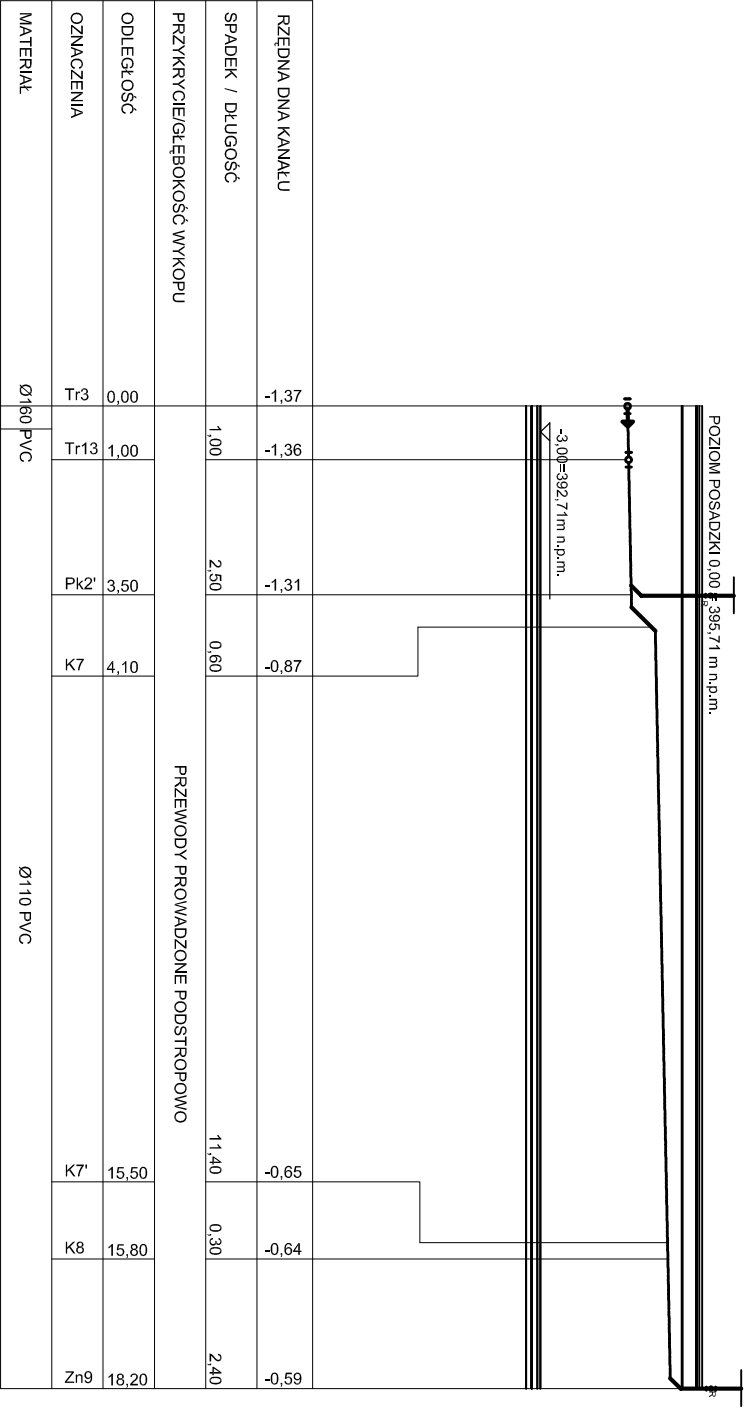 POZIOM POSADZKI 0,00 = 395,71 m n.p.m.
-3,00=392,71m n.p.m.
RZĘDNA DNA KANAŁU
-1,37
-1,36
-1,31
-0,87
-0,65
-0,64
-0,59
SPADEK / DŁUGOŚĆ
1,00
2,50
0,60
11,40
0,30
2,40
PRZYKRYCIE/GŁĘBOKOŚĆ WYKOPU
PRZEWODY PROWADZONE PODSTROPOWO
ODLEGŁOŚĆ
0,00
1,00
3,50
4,10
15,50
15,80
18,20
OZNACZENIA
Tr3
Tr13
Pk2'
K7
K7'
K8
Zn9
MATERIAŁ
Ø160 PVC
Ø110 PVC